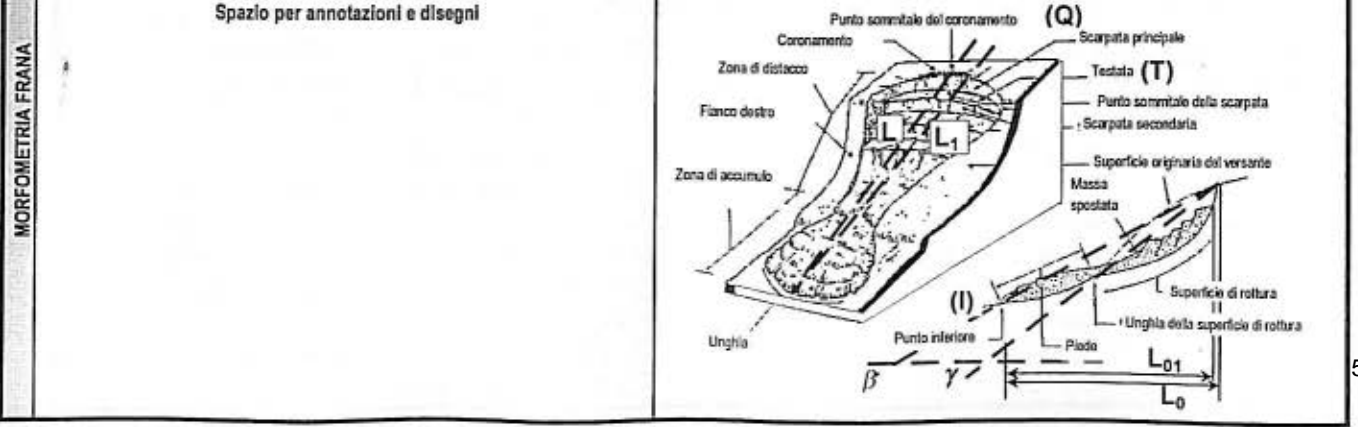 MORFOMETRIA FRANA
Spazio per annotazioni e disegni
Punto sommitale del coronamento (Q)
Coronamento
Scarpata principale
Zona di distacco
Testata (T)
Punto sommitale della scarpata
Fianco destro
Scarpata secondaria
L L₁
Superficie originaria del versante
Zona di accumulo
Massa
spostata
(I)
Superficie di rottura
Unghia della superficie di rottura
Punto inferiore
Piede
Unghia
L₀₁
β γ
L₀
5